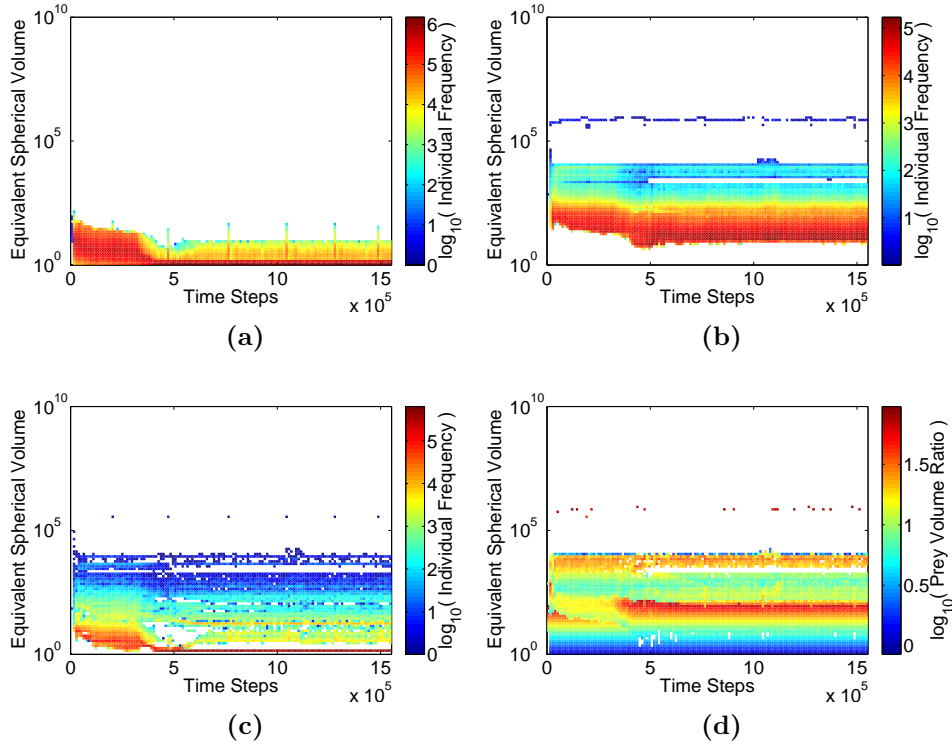 10^10
10^5
10^0
Equivalent Spherical Volume
5
10
15
Time Steps
x 10^5
0
1
2
3
4
5
6
log10( Individual Frequency )
(a)
10^10
10^5
10^0
Equivalent Spherical Volume
5
10
15
Time Steps
x 10^5
0
1
2
3
4
5
log10( Individual Frequency )
(b)
10^10
10^5
10^0
Equivalent Spherical Volume
5
10
15
Time Steps
x 10^5
0
1
2
3
4
5
log10( Individual Frequency )
(c)
10^10
10^5
10^0
Equivalent Spherical Volume
5
10
15
Time Steps
x 10^5
0
0.5
1
1.5
log10( Prey Volume Ratio )
(d)